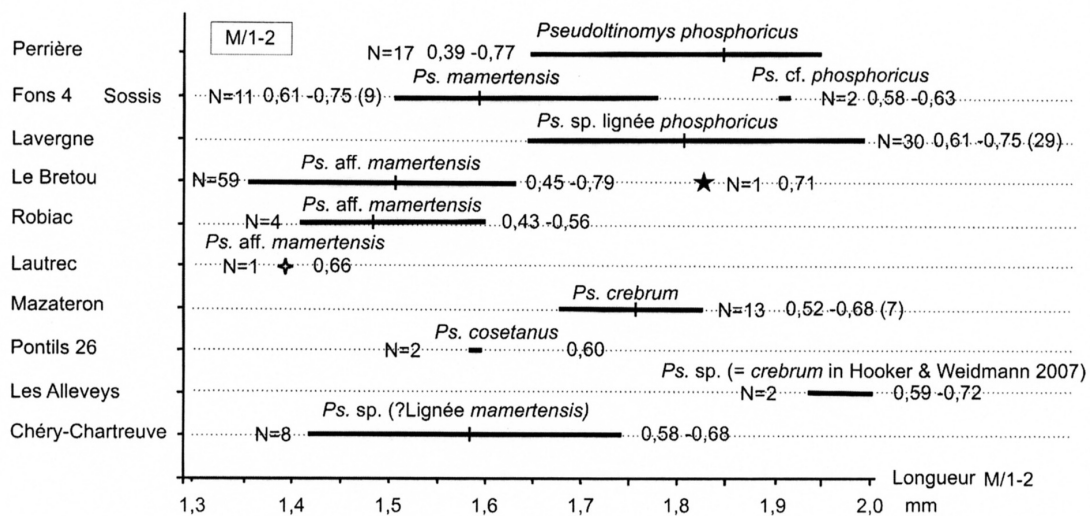 M/1-2
Pseudoltinomys phosphoricus
Perrière N=17 0,39 -0,77
Ps. mamertensis Ps. cf. phosphoricus
Fons 4 Sossis N=11 0,61 -0,75 (9) N=2 0,58 -0,63
Ps. sp. lignée phosphoricus
Lavergne N=30 0,61 -0,75 (29)
Ps. aff. mamertensis
Le Bretou N=59 0,45 -0,79 N=1 0,71
Ps. aff. mamertensis
Robiac N=4 0,43 -0,56
Ps. aff. mamertensis
Lautrec N=1 0,66
Ps. crebrum
Mazateron N=13 0,52 -0,68 (7)
Ps. cosetanus
Pontils 26 N=2 0,60
Ps. sp. (= crebrum in Hooker & Weidmann 2007)
Les Alleveys N=2 0,59 -0,72
Ps. sp. (?Lignée mamertensis)
Chéry-Chartreuve N=8 0,58 -0,68
Longueur M/1-2
1,3 1,4 1,5 1,6 1,7 1,8 1,9 2,0 mm